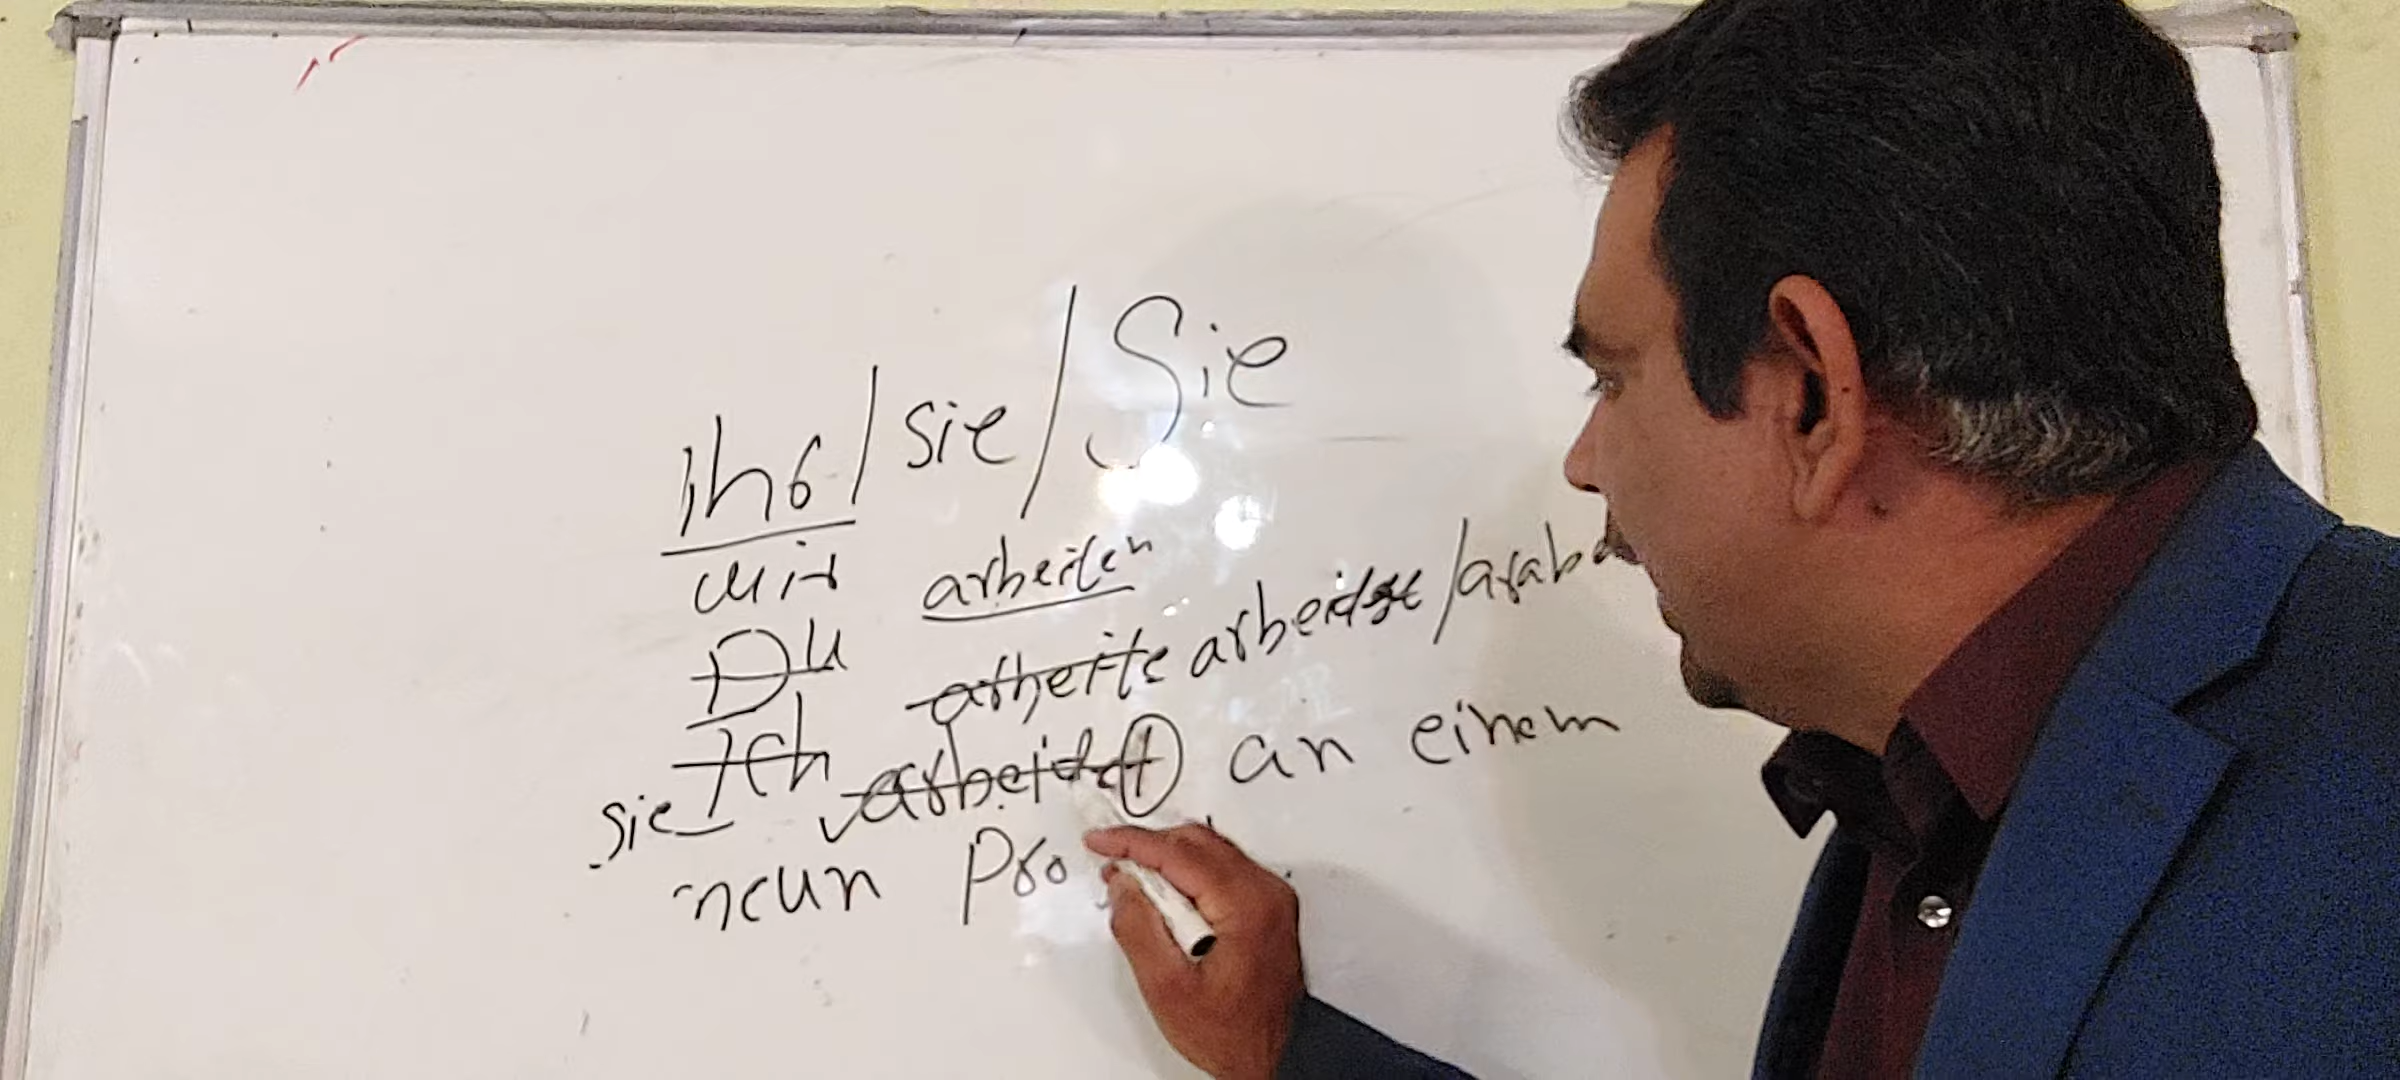 ihr / sie / Sie
wir arbeiten
Du arbeite arbeitest /
Ich arbeitet an einem
sie
neun Pro